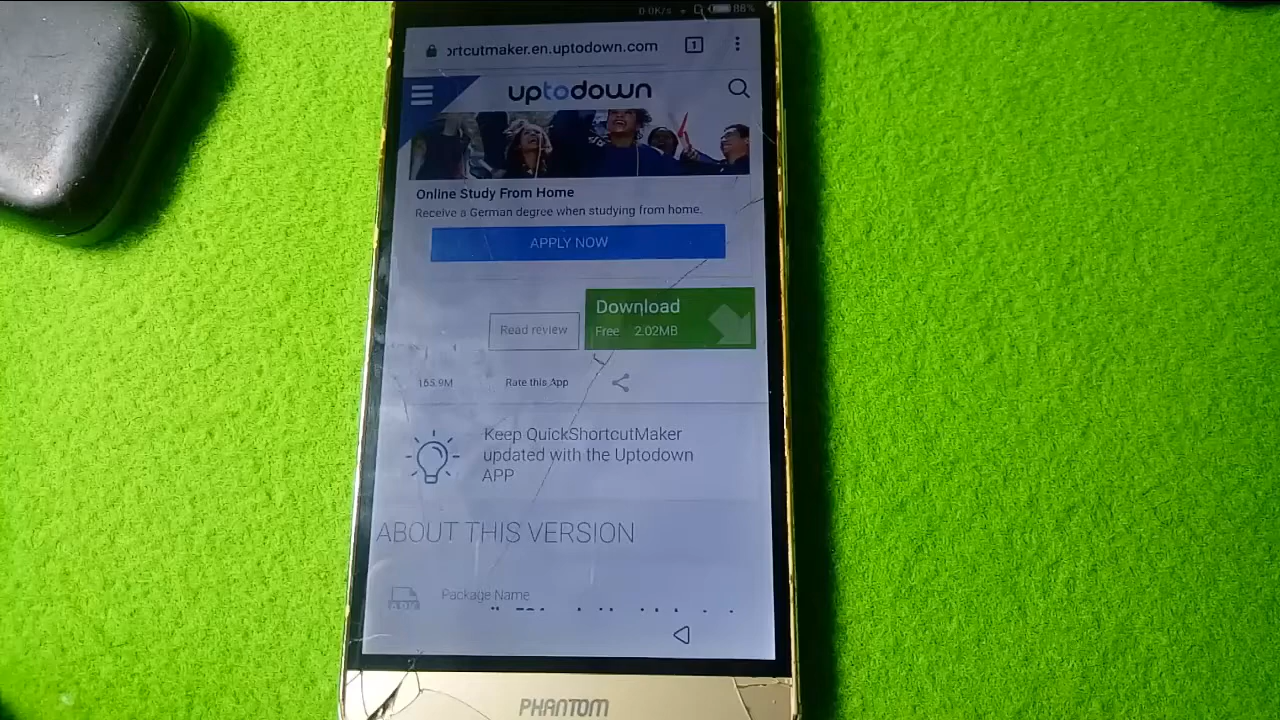 0.0K/s 86%
ortcutmaker.en.uptodown.com 1
uptodown
Online Study From Home
Receive a German degree when studying from home.
APPLY NOW
Download
Read review
Free 2.02MB
165.9M Rate this App
Keep QuickShortcutMaker
updated with the Uptodown
APP
ABOUT THIS VERSION
Package Name
PHANTOM